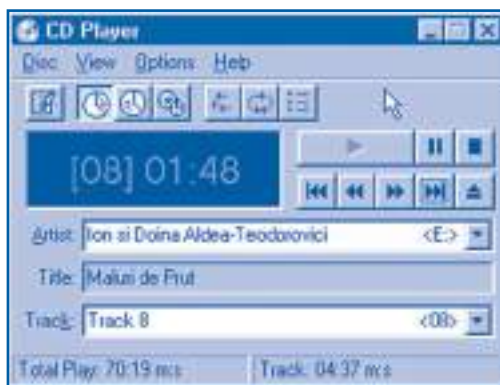 CD Player
Disc View Options Help
[08] 01:48
Artist: Ion si Doina Aldea-Teodorovici <E:>
Title: Maluri de Prut
Track: Track 8 <08>
Total Play: 70:19 m:s Track: 04:37 m:s